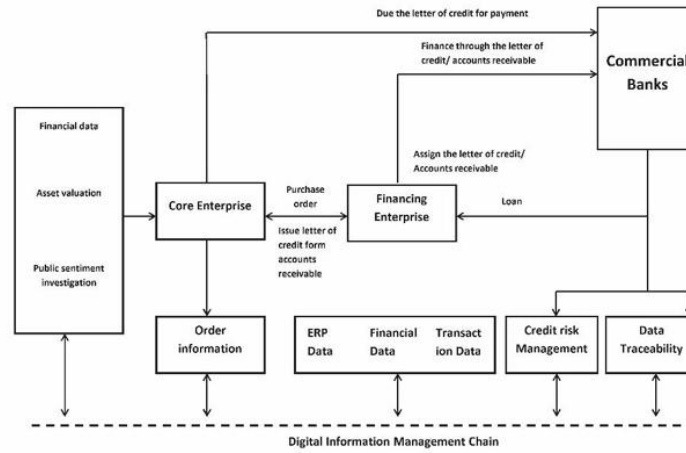 Due the letter of credit for payment
Finance through the letter of
credit/ accounts receivable
Commercial
Banks
Financial data
Asset valuation
Public sentiment
investigation
Assign the letter of credit/
Accounts receivable
Core Enterprise
Purchase
order
Issue letter of
credit form
accounts
receivable
Financing
Enterprise
Loan
Order
information
ERP
Data
Financial
Data
Transact
ion Data
Credit risk
Management
Data
Traceability
Digital Information Management Chain